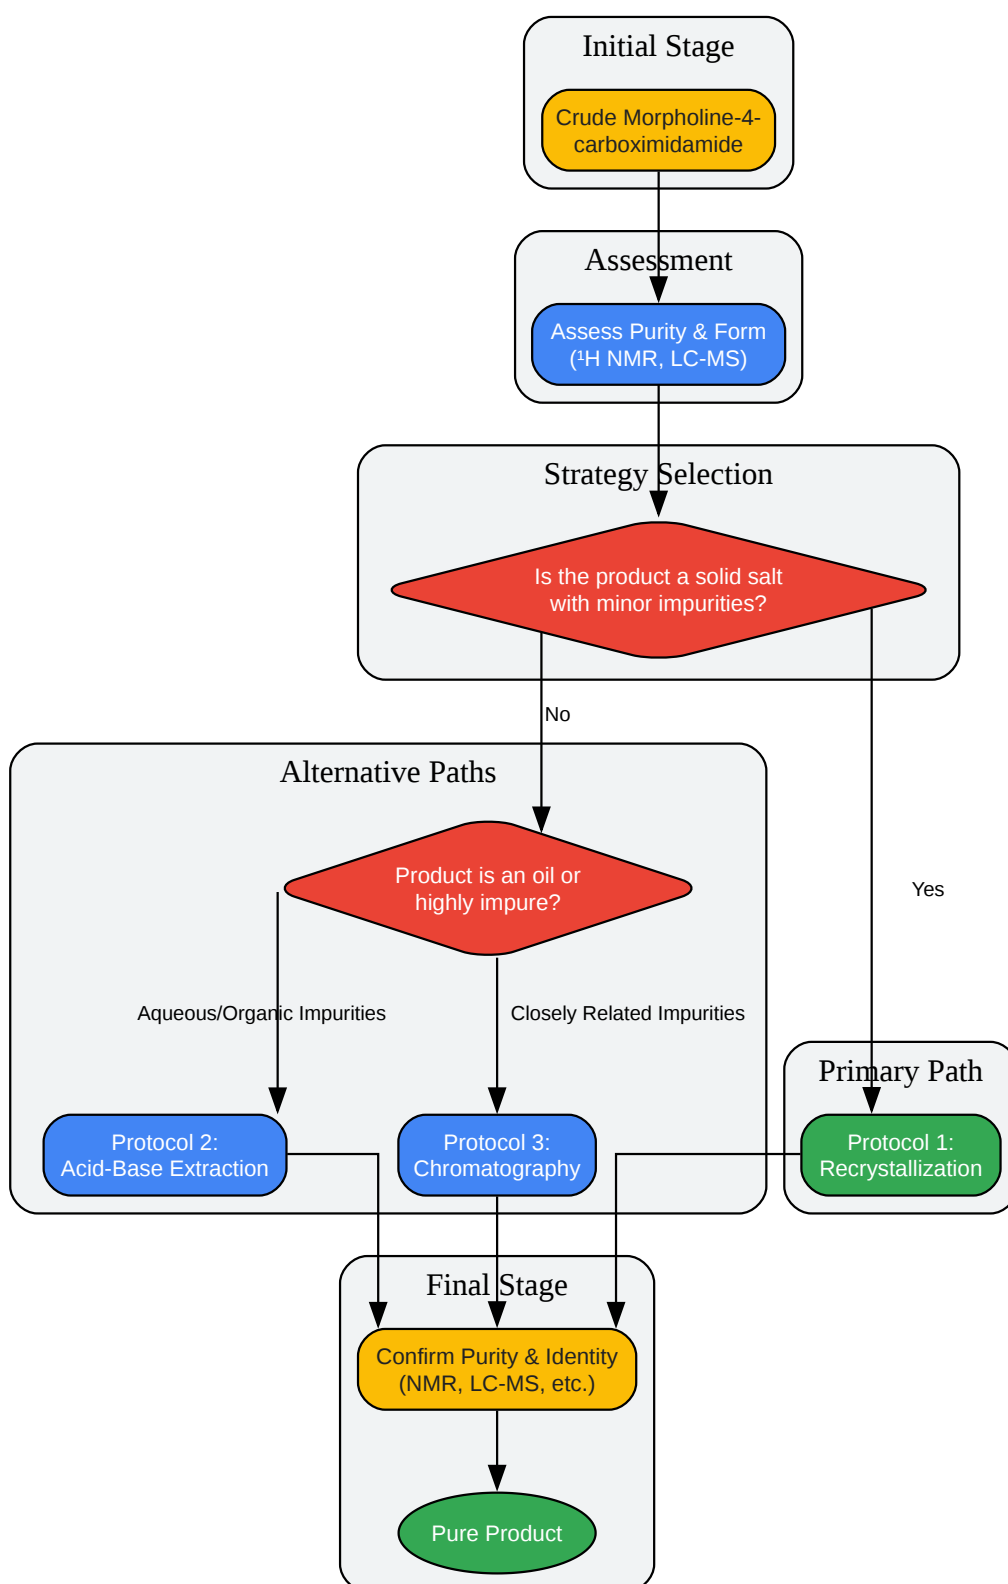 Initial Stage
Crude Morpholine-4-
carboximidamide
Assessment
Assess Purity & Form
(¹H NMR, LC-MS)
Strategy Selection
Is the product a solid salt
with minor impurities?
No
Alternative Paths
Product is an oil or
highly impure?
Yes
Aqueous/Organic Impurities
Closely Related Impurities
Primary Path
Protocol 2:
Acid-Base Extraction
Protocol 3:
Chromatography
Protocol 1:
Recrystallization
Final Stage
Confirm Purity & Identity
(NMR, LC-MS, etc.)
Pure Product